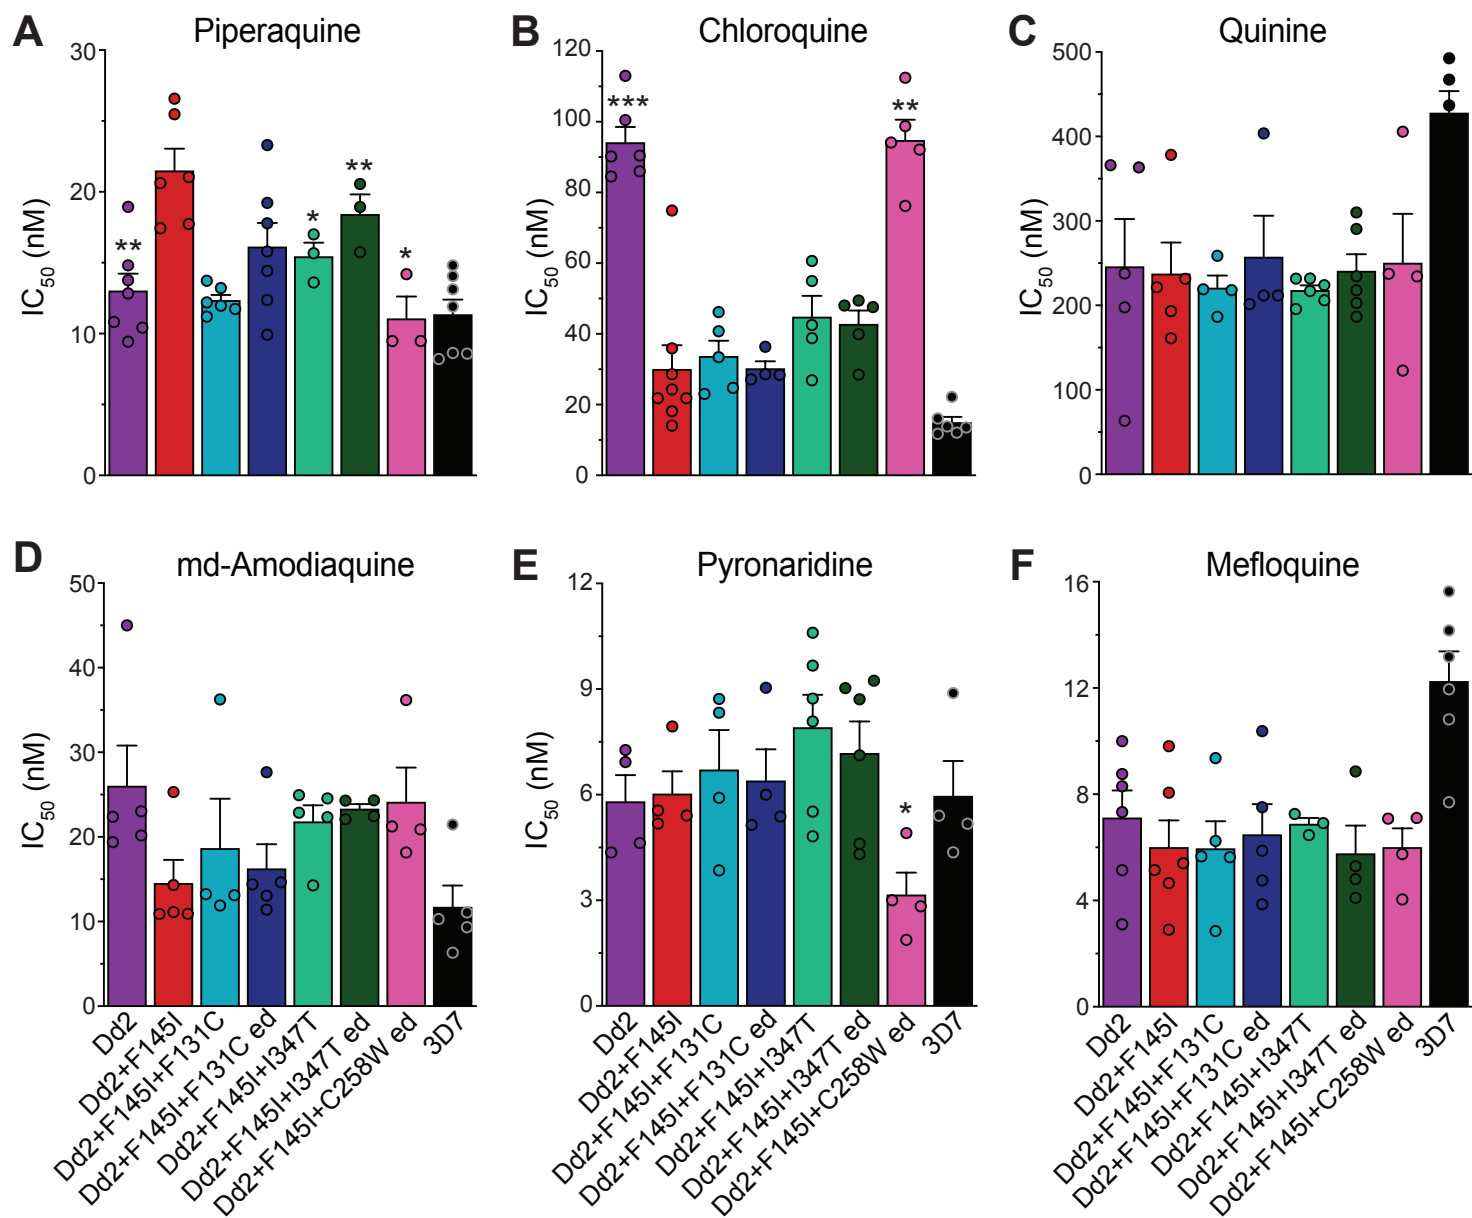 A Piperaquine
IC50 (nM)
30
20
10
0
**
*
**
*
B Chloroquine
IC50 (nM)
120
100
80
60
40
20
0
***
**
C Quinine
IC50 (nM)
500
400
300
200
100
0
D md-Amodiaquine
IC50 (nM)
50
40
30
20
10
0
Dd2
Dd2+F145I
Dd2+F145I+F131C
Dd2+F145I+F131C ed
Dd2+F145I+I347T
Dd2+F145I+I347T ed
Dd2+F145I+C258W ed
3D7
E Pyronaridine
IC50 (nM)
12
9
6
3
0
*
Dd2
Dd2+F145I
Dd2+F145I+F131C
Dd2+F145I+F131C ed
Dd2+F145I+I347T
Dd2+F145I+I347T ed
Dd2+F145I+C258W ed
3D7
F Mefloquine
16
12
8
4
0
Dd2
Dd2+F145I
Dd2+F145I+F131C
Dd2+F145I+F131C ed
Dd2+F145I+I347T
Dd2+F145I+I347T ed
Dd2+F145I+C258W ed
3D7